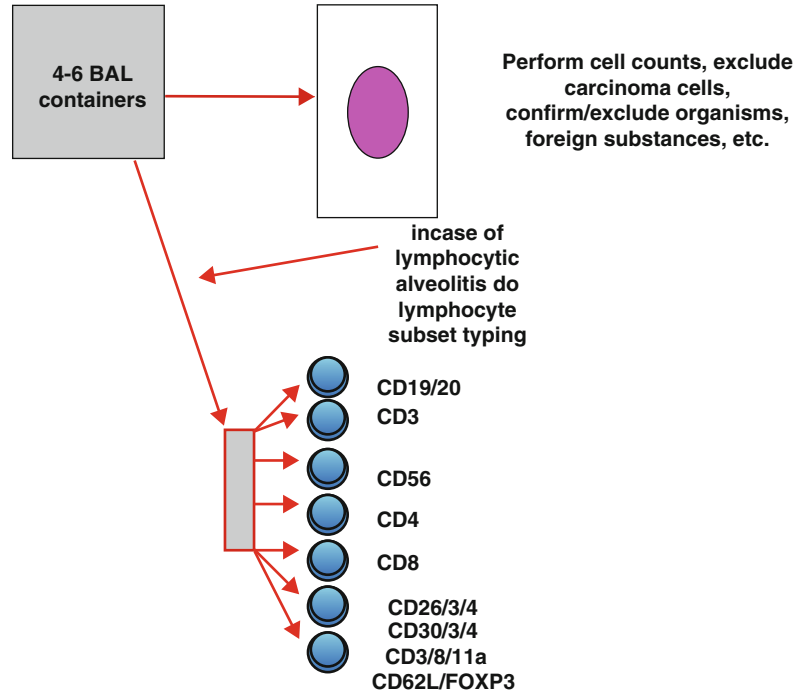 4-6 BAL
containers
Perform cell counts, exclude
carcinoma cells,
confirm/exclude organisms,
foreign substances, etc.
incase of
lymphocytic
alveolitis do
lymphocyte
subset typing
CD19/20
CD3
CD56
CD4
CD8
CD26/3/4
CD30/3/4
CD3/8/11a
CD62L/FOXP3